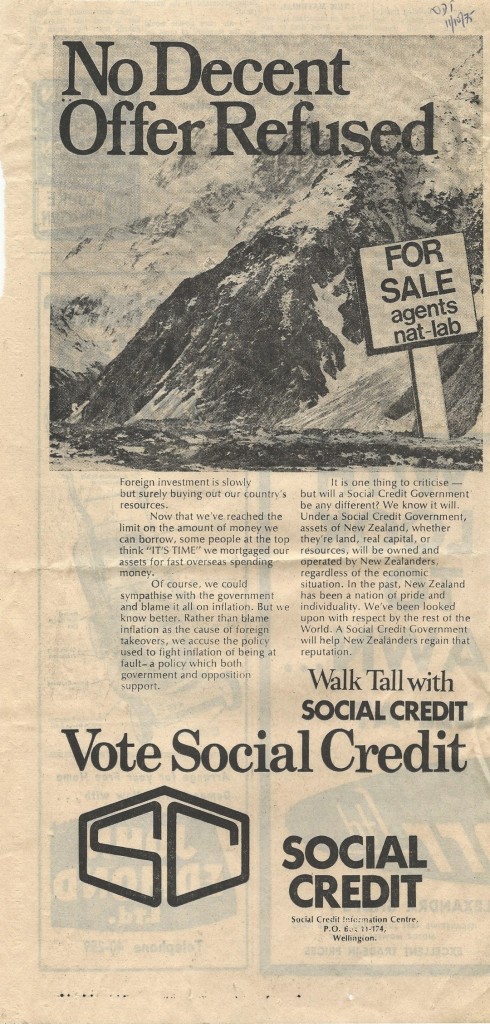 ODT
11/10/75
No Decent
Offer Refused
FOR
SALE
agents
nat-lab
Foreign investment is slowly
but surely buying out our country's
resources.
Now that we've reached the
limit on the amount of money we
can borrow, some people at the top
think "IT'S TIME" we mortgaged our
assets for fast overseas spending
money.
Of course, we could
sympathise with the government
and blame it all on inflation. But we
know better. Rather than blame
inflation as the cause of foreign
takeovers, we accuse the policy
used to fight inflation of being at
fault– a policy which both
government and opposition
support.
It is one thing to criticise —
but will a Social Credit Government
be any different? We know it will.
Under a Social Credit Government,
assets of New Zealand, whether
they're land, real capital, or
resources, will be owned and
operated by New Zealanders,
regardless of the economic
situation. In the past, New Zealand
has been a nation of pride and
individuality. We've been looked
upon with respect by the rest of the
World. A Social Credit Government
will help New Zealanders regain that
reputation.
Walk Tall with
SOCIAL CREDIT
Vote Social Credit
SC
SOCIAL
CREDIT
Social Credit Information Centre,
P.O. Box 11-174,
Wellington.